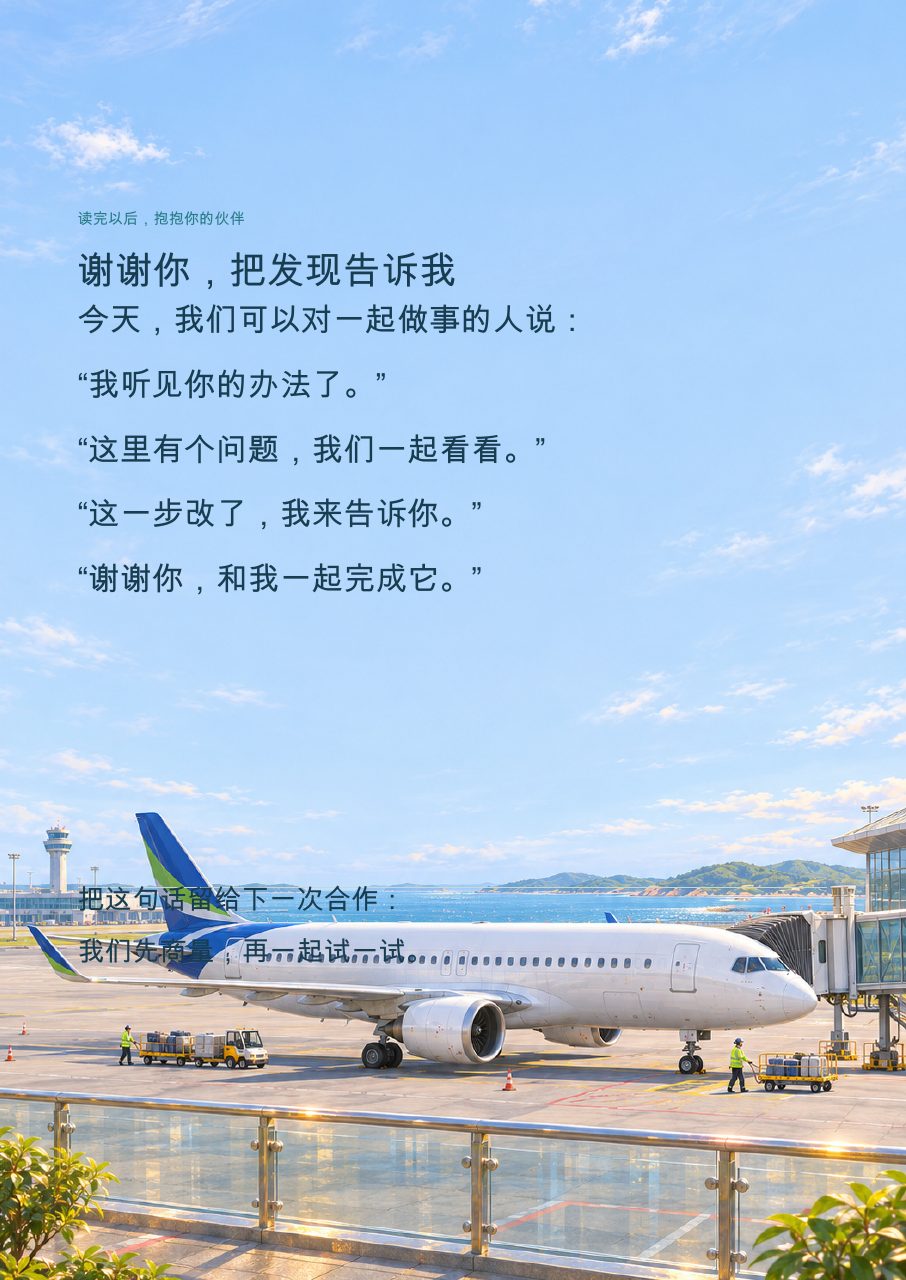 读完以后，抱抱你的伙伴
谢谢你，把发现告诉我
今天，我们可以对一起做事的人说：
“我听见你的办法了。”
“这里有个问题，我们一起看看。”
“这一步改了，我来告诉你。”
“谢谢你，和我一起完成它。”
把这句话留给下一次合作：
我们先商量，再一起试一试。